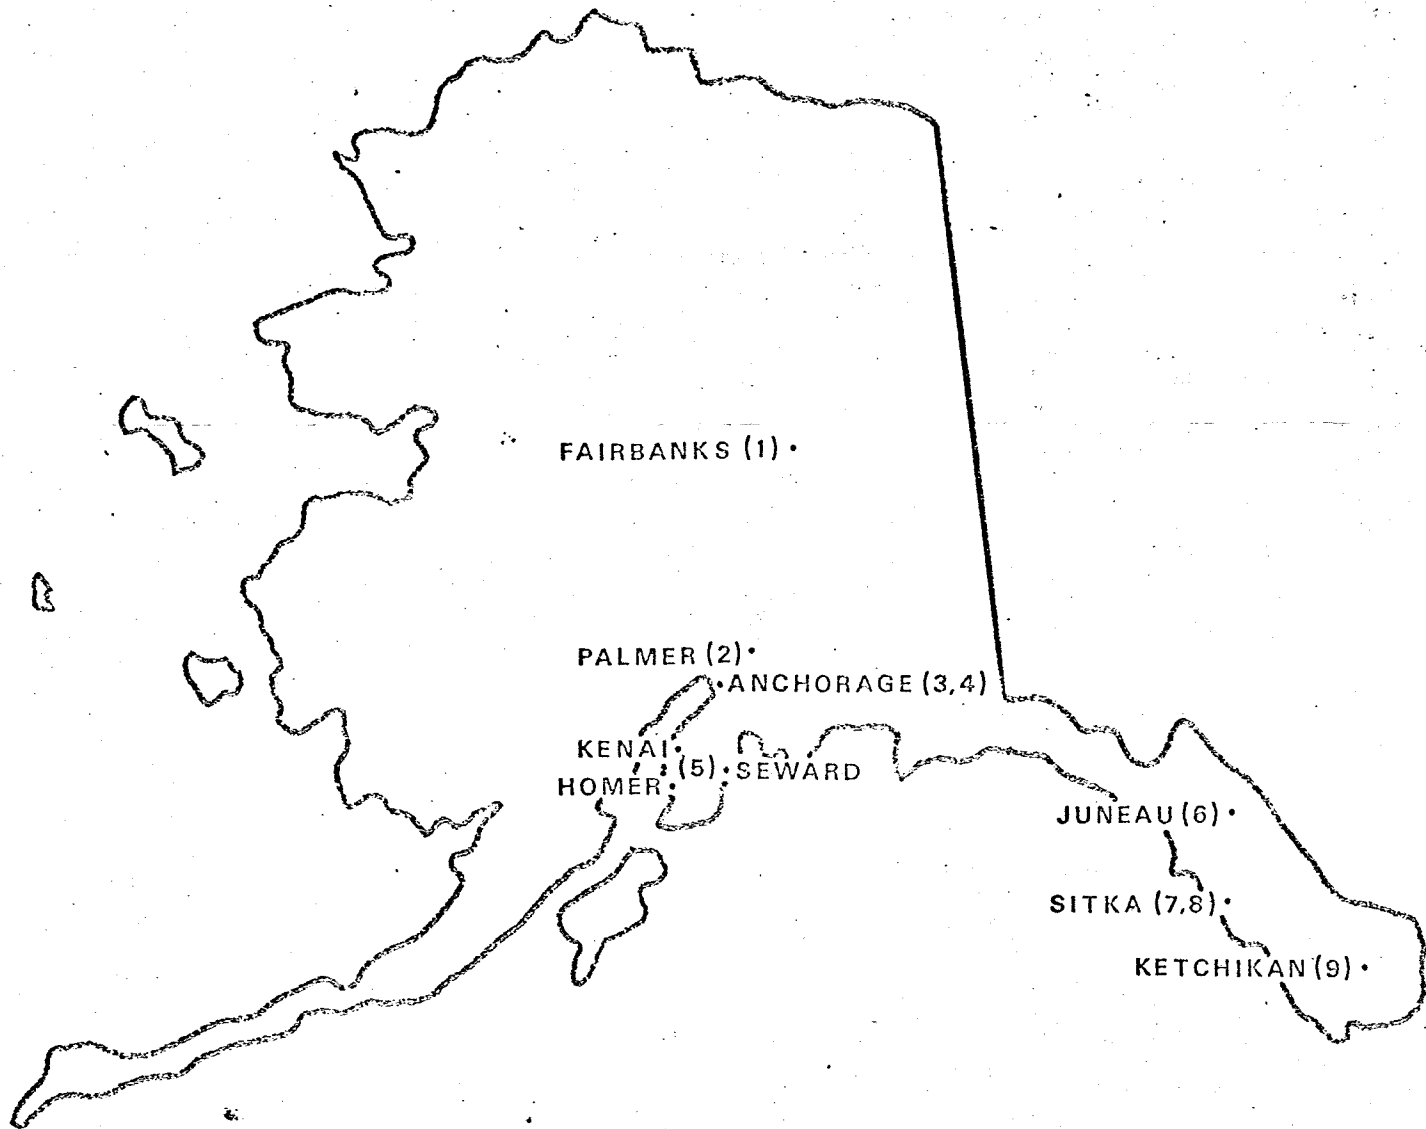 FAIRBANKS (1)
PALMER (2)
ANCHORAGE (3,4)
KENAI
(5)
SEWARD
HOMER
JUNEAU (6)
SITKA (7,8)
KETCHIKAN (9)